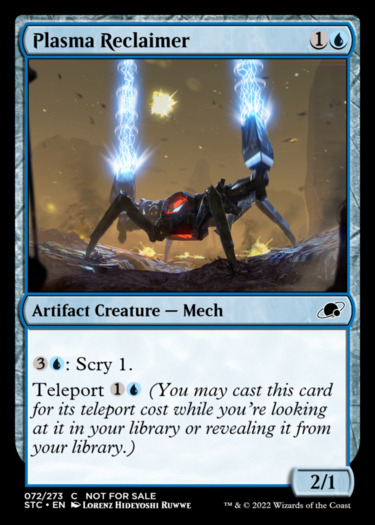 Plasma Reclaimer 1
Artifact Creature — Mech
3: Scry 1.
Teleport 1 (You may cast this card
for its teleport cost while you're looking
at it in your library or revealing it from
your library.)
2/1
072/273 C NOT FOR SALE
STC • EN Lorenz Hideyoshi Ruwwe
™ & © 2022 Wizards of the Coast